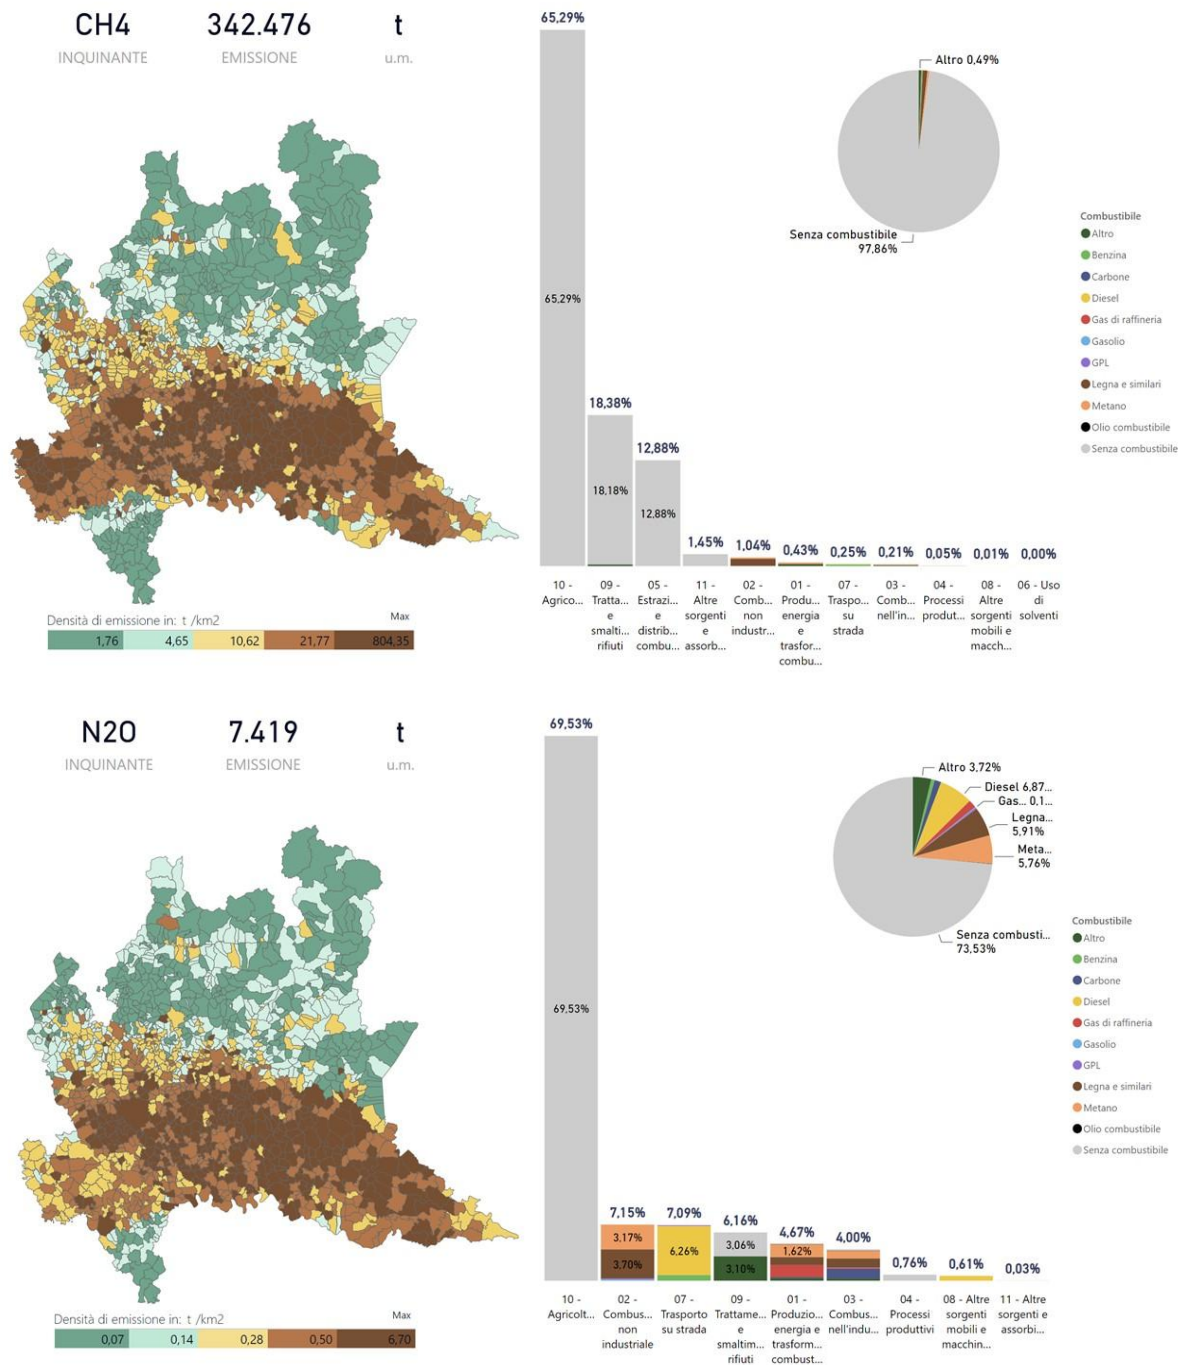 CH4 342.476 t
INQUINANTE EMISSIONE u.m.
65,29%
Altro 0,49%
Senza combustibile
97,86%
65,29%
18,38%
18,18%
12,88%
12,88%
1,45%
1,04%
0,43%
0,25%
0,21%
0,05%
0,01%
0,00%
10 -
Agrico...
09 -
Tratta...
e
smalti...
rifiuti
05 -
Estrazi...
e
distrib...
combu...
11 -
Altre
sorgenti
e
assorb...
02 -
Comb...
non
industr...
01 -
Produ...
energia
e
trasfor...
combu...
07 -
Traspo...
su
strada
03 -
Comb...
nell'in...
04 -
Processi
produt...
08 -
Altre
sorgenti
mobili e
macch...
06 - Uso
di
solventi
Combustibile
Altro
Benzina
Carbone
Diesel
Gas di raffineria
Gasolio
GPL
Legna e similari
Metano
Olio combustibile
Senza combustibile
Densità di emissione in: t /km2
Max
1,76 4,65 10,62 21,77 804,35
N2O 7.419 t
INQUINANTE EMISSIONE u.m.
69,53%
Altro 3,72%
Diesel 6,87...
Gas... 0,1...
Legna...
5,91%
Meta...
5,76%
Senza combusti...
73,53%
69,53%
7,15%
3,17%
3,70%
7,09%
6,26%
6,16%
3,06%
3,10%
4,67%
1,62%
4,00%
0,76%
0,61%
0,03%
10 -
Agricolt...
02 -
Combus...
non
industriale
07 -
Trasporto
su strada
09 -
Trattame...
e
smaltim...
rifiuti
01 -
Produzio...
energia e
trasform...
combust...
03 -
Combus...
nell'indu...
04 -
Processi
produttivi
08 - Altre
sorgenti
mobili e
macchin...
11 - Altre
sorgenti e
assorbi...
Combustibile
Altro
Benzina
Carbone
Diesel
Gas di raffineria
Gasolio
GPL
Legna e similari
Metano
Olio combustibile
Senza combustibile
Densità di emissione in: t /km2
Max
0,07 0,14 0,28 0,50 6,70